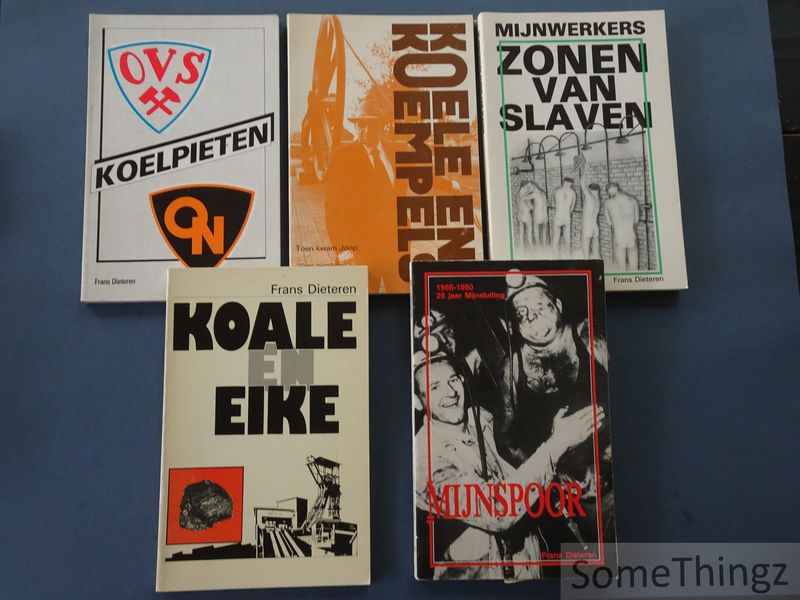 OVS
KOELPIETEN
ON
Frans Dieteren
KOELE EN
KOEMPELS
Toen kwam Joop:
MIJNWERKERS
ZONEN
VAN
SLAVEN
Frans Dieteren
Frans Dieteren
KOALE
EN
EIKE
1965-1990
25 jaar Mijnsluiting
MIJNSPOOR
Frans Dieteren
SomeThingz